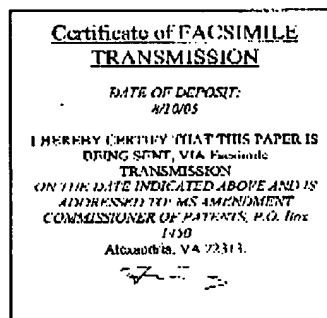 Certificate of FACSIMILE
TRANSMISSION
DATE OF DEPOSIT:
8/10/05
I HEREBY CERTIFY THAT THIS PAPER IS
BEING SENT, VIA Facsimile
TRANSMISSION
ON THE DATE INDICATED ABOVE AND IS
ADDRESSED TO: MS AMENDMENT
COMMISSIONER OF PATENTS, P.O. Box
1450
Alexandria, VA 22313.